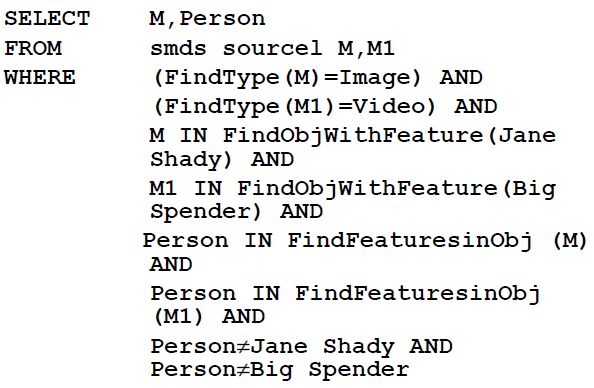 SELECT M,Person
FROM smds sourcel M,M1
WHERE (FindType(M)=Image) AND
(FindType(M1)=Video) AND
M IN FindObjWithFeature(Jane
Shady) AND
M1 IN FindObjWithFeature(Big
Spender) AND
Person IN FindFeaturesinObj (M)
AND
Person IN FindFeaturesinObj
(M1) AND
Person≠Jane Shady AND
Person≠Big Spender